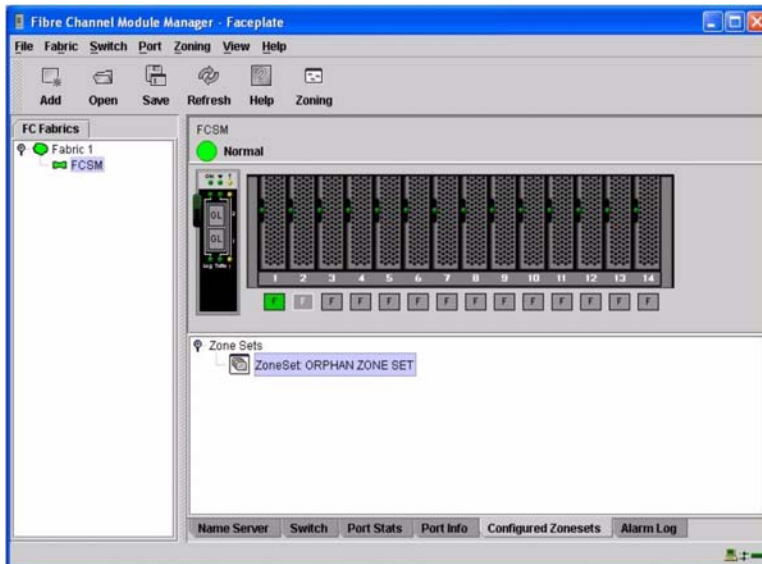 Fibre Channel Module Manager - Faceplate
File Fabric Switch Port Zoning View Help
Add Open Save Refresh Help Zoning
FC Fabrics
Fabric 1
FCSM
FCSM
Normal
GL
GL
1 2 3 4 5 6 7 8 9 10 11 12 13 14
F F F F F F F F F F F F F F
Zone Sets
ZoneSet: ORPHAN ZONE SET
Name Server Switch Port Stats Port Info Configured Zonesets Alarm Log